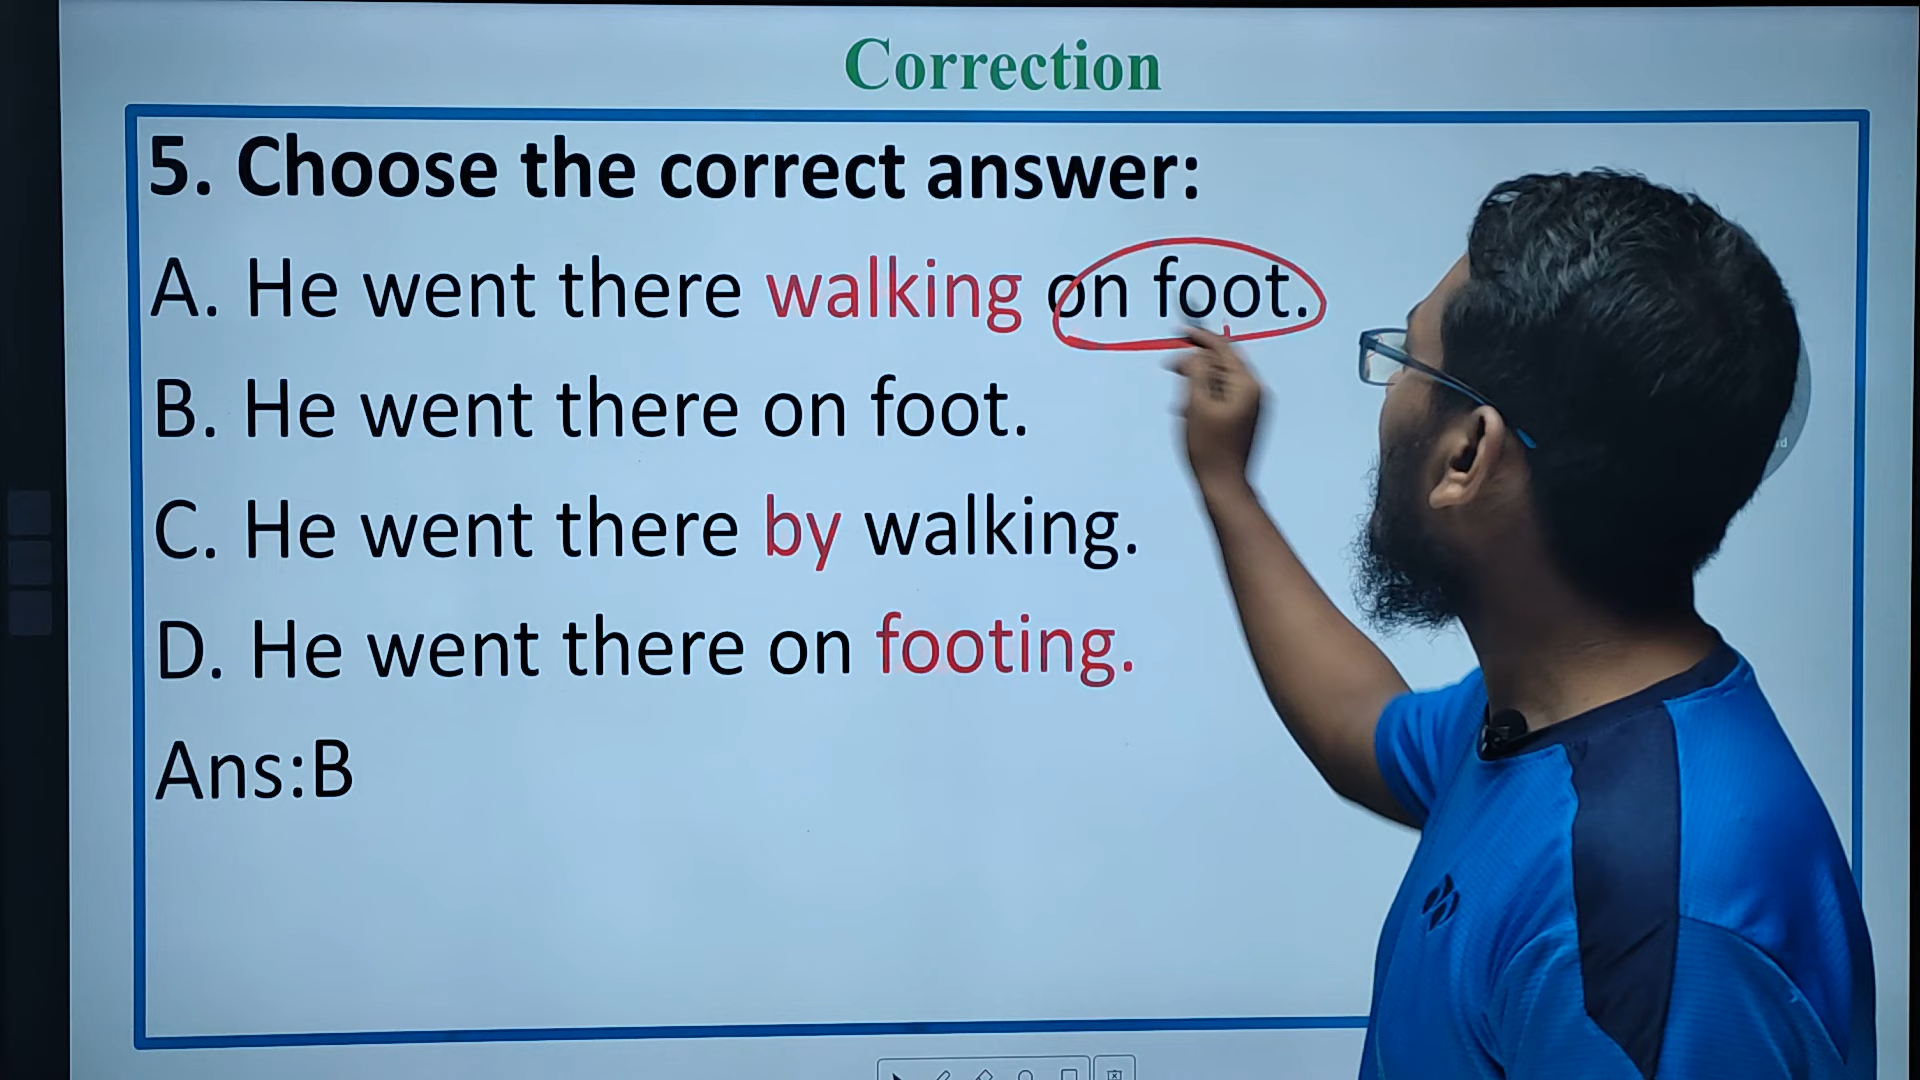 Correction
5. Choose the correct answer:
A. He went there walking on foot.
B. He went there on foot.
C. He went there by walking.
D. He went there on footing.
Ans:B